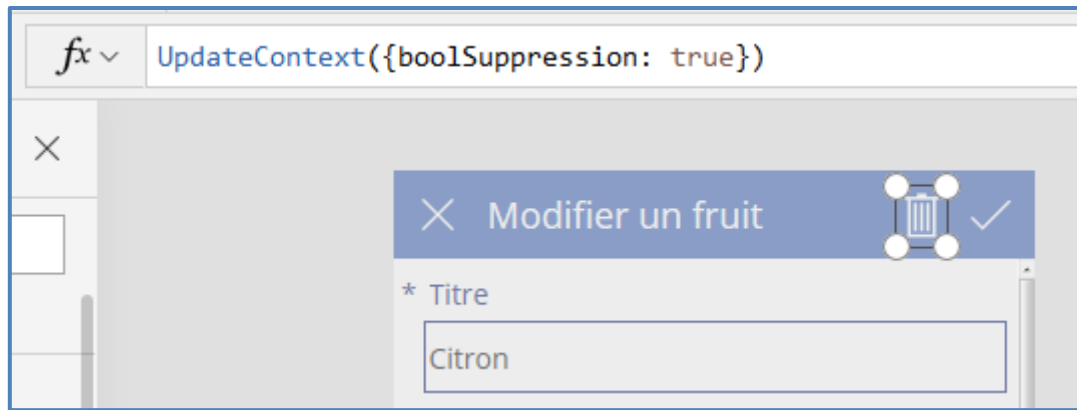 fx UpdateContext({boolSuppression: true})
Modifier un fruit
* Titre
Citron